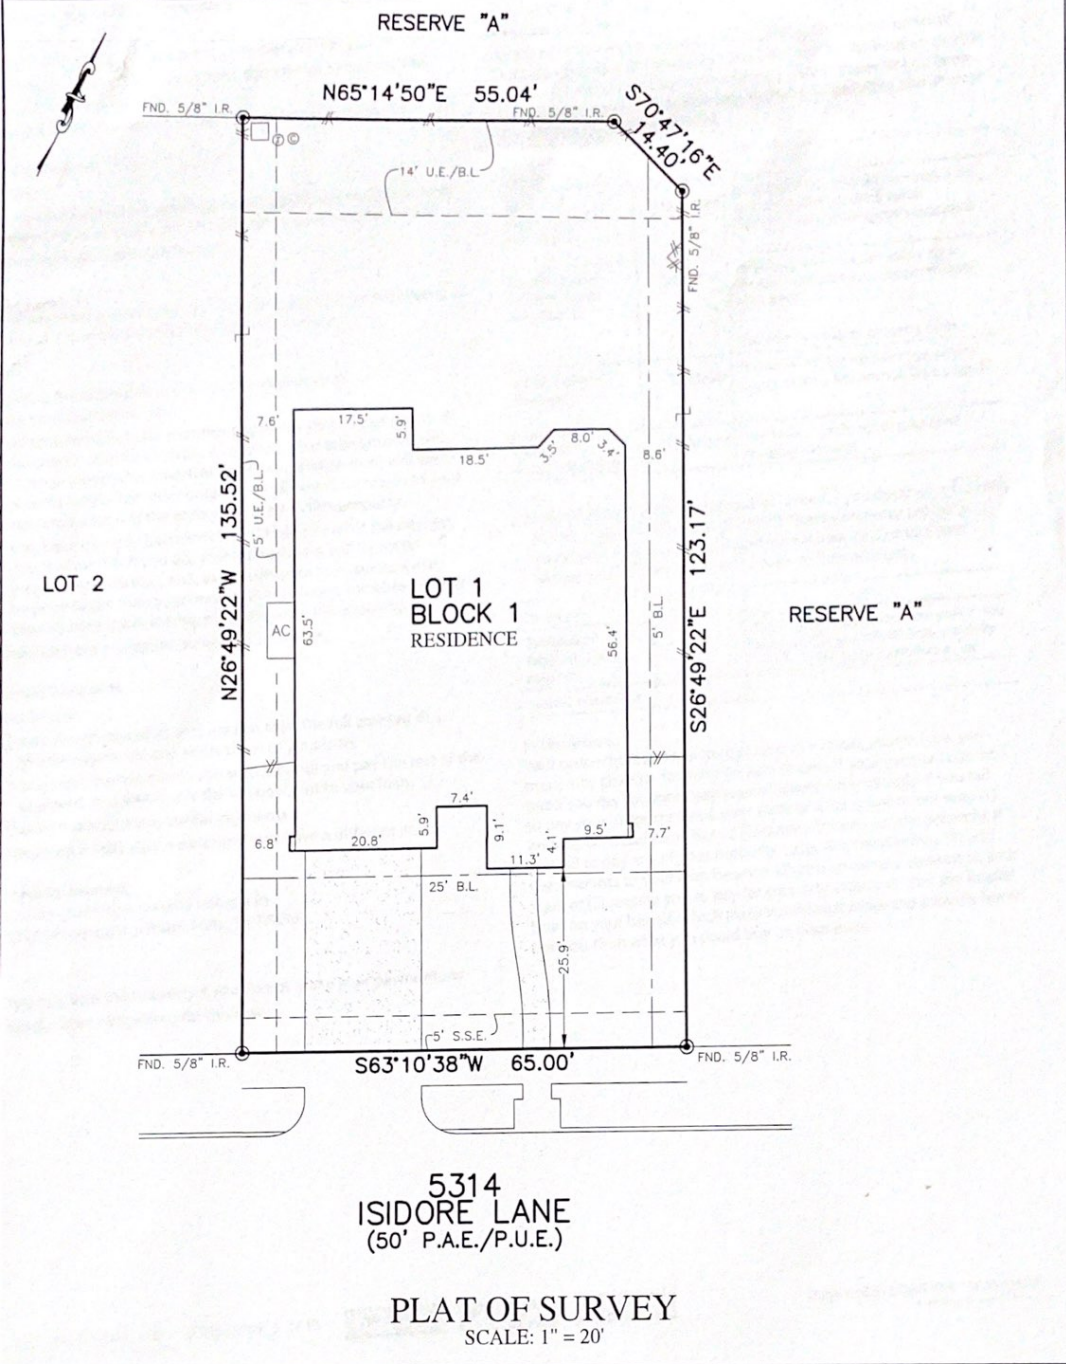 RESERVE "A"
N65°14'50"E 55.04'
S70°47'16"E
14.40'
FND. 5/8" I.R.
FND. 5/8" I.R.
©
14' U.E./B.L.
FND. 5/8" I.R.
7.6'
17.5'
5.9'
18.5'
3.5'
8.0'
3.4'
8.6'
N26°49'22"W 135.52'
5' U.E./B.L.
LOT 2
LOT 1
BLOCK 1
RESIDENCE
AC
63.5'
56.4'
5' B.L.
S26°49'22"E 123.17'
RESERVE "A"
7.4'
5.9'
9.1'
6.8'
20.8'
11.3'
4.1'
9.5'
7.7'
25' B.L.
25.9'
5' S.S.E.
FND. 5/8" I.R.
S63°10'38"W 65.00'
FND. 5/8" I.R.
5314
ISIDORE LANE
(50' P.A.E./P.U.E.)
PLAT OF SURVEY
SCALE: 1" = 20'